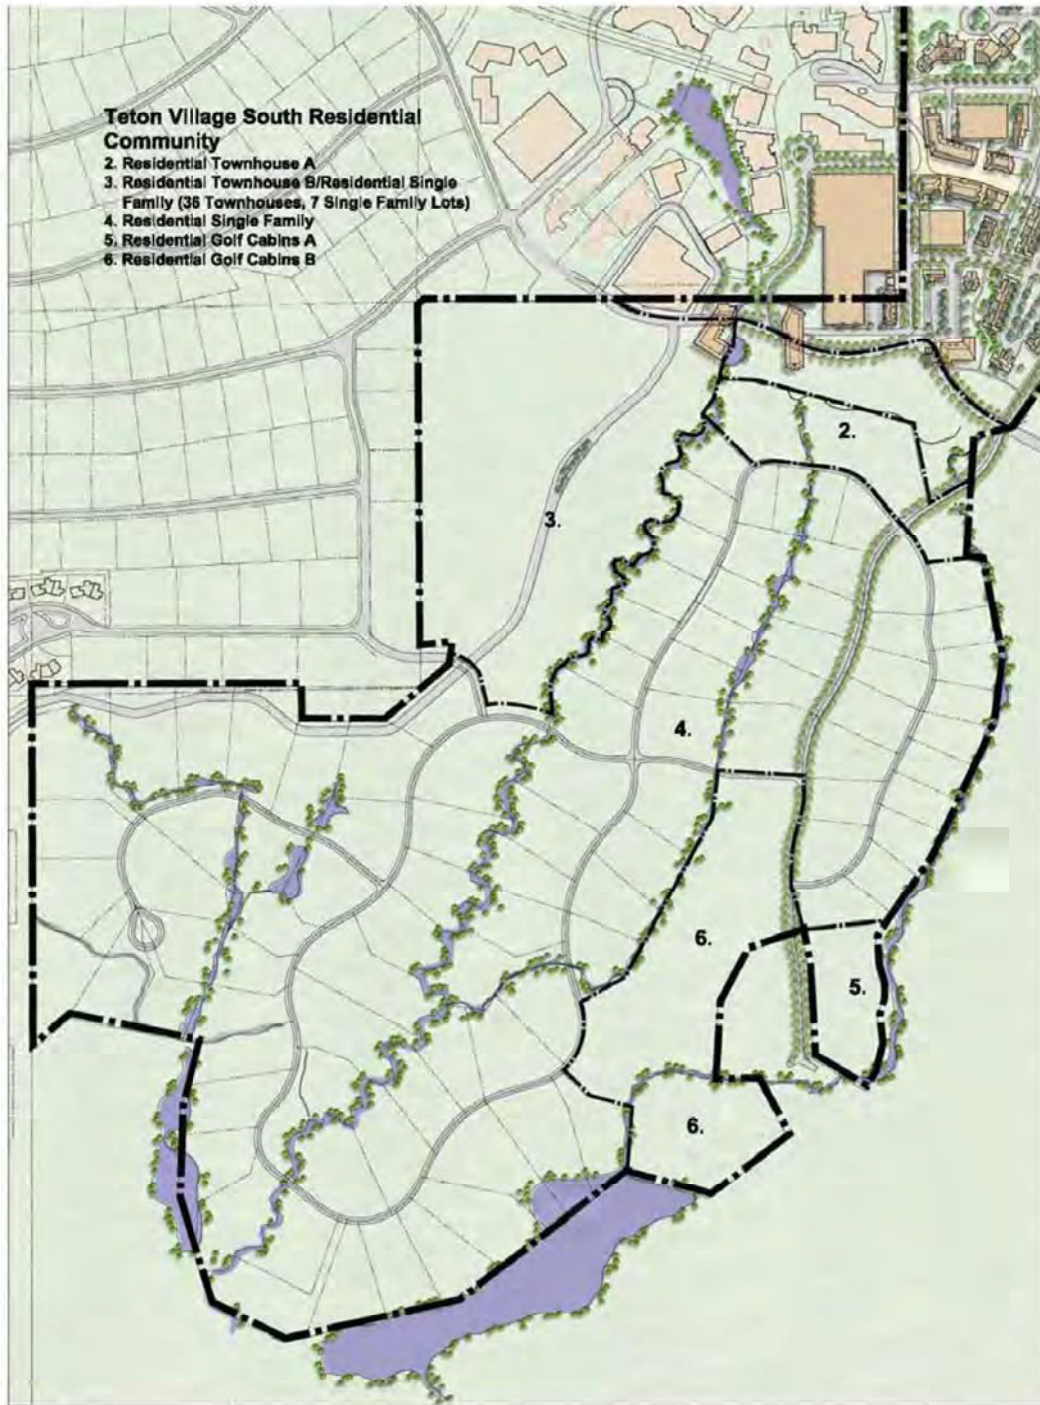 Teton Village South Residential
Community
2. Residential Townhouse A
3. Residential Townhouse B/Residential Single
Family (36 Townhouses, 7 Single Family Lots)
4. Residential Single Family
5. Residential Golf Cabins A
6. Residential Golf Cabins B
2.
3.
4.
6.
5.
6.